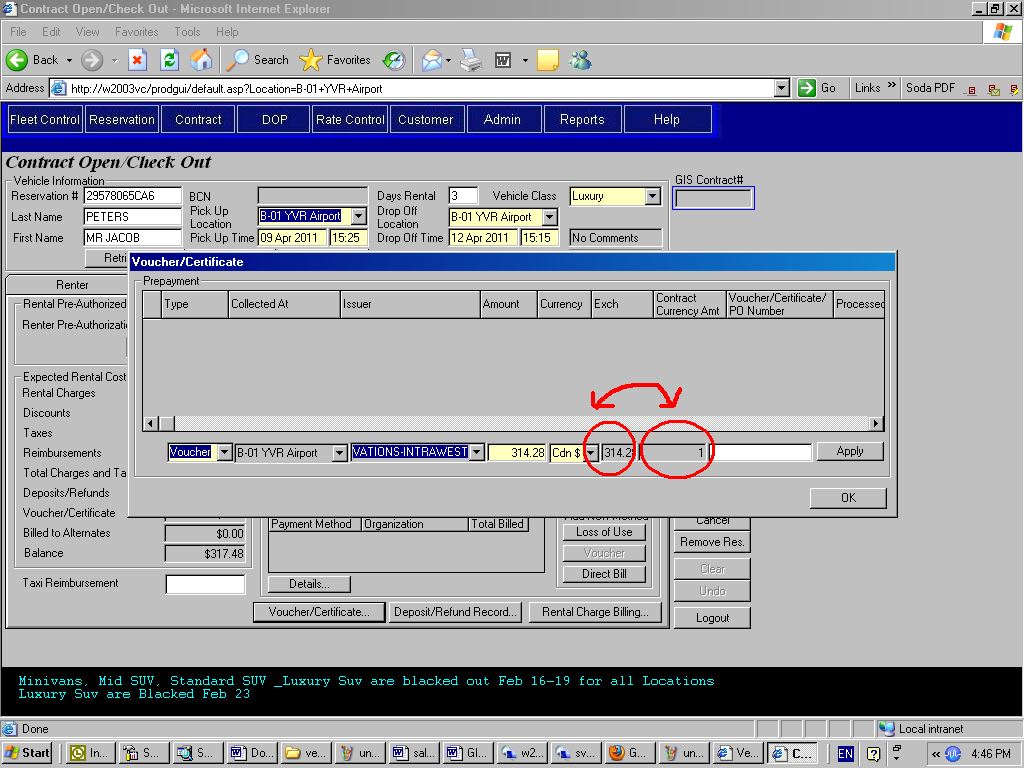 Contract Open/Check Out - Microsoft Internet Explorer
File Edit View Favorites Tools Help
Back Search Favorites
Address http://w2003vc/prodgui/default.asp?Location=B-01+YVR+Airport Go Links » Soda PDF
Fleet Control Reservation Contract DOP Rate Control Customer Admin Reports Help
Contract Open/Check Out
Vehicle Information
GIS Contract#
Reservation # 29578065CA6 BCN Days Rental 3 Vehicle Class Luxury
Last Name PETERS Pick Up Location B-01 YVR Airport Drop Off Location B-01 YVR Airport
First Name MR JACOB Pick Up Time 09 Apr 2011 15:25 Drop Off Time 12 Apr 2011 15:15 No Comments
Retri
Voucher/Certificate
Renter
Prepayment
Rental Pre-Authorized
Type Collected At Issuer Amount Currency Exch Contract Currency Amt Voucher/Certificate/ PO Number Processed
Renter Pre-Authorizati
Expected Rental Cost
Rental Charges
Discounts
Taxes
Reimbursements
Voucher B-01 YVR Airport VATIONS-INTRAWEST 314.28 Cdn $ 314.2 1 Apply
Total Charges and Ta
Deposits/Refunds
OK
Voucher/Certificate
Billed to Alternates $0.00
Balance $317.48
Payment Method Organization Total Billed
Loss of Use
Voucher
Direct Bill
Cancel
Remove Res.
Clear
Undo
Logout
Taxi Reimbursement
Details...
Voucher/Certificate... Deposit/Refund Record... Rental Charge Billing...
Minivans, Mid SUV, Standard SUV _Luxury Suv are blacked out Feb 16-19 for all Locations
Luxury Suv are Blacked Feb 23
Done Local intranet
Start In... S... S... Do... ve... un... sal... Gl... w2... sv... G... un... Ve... C... EN « 4:46 PM